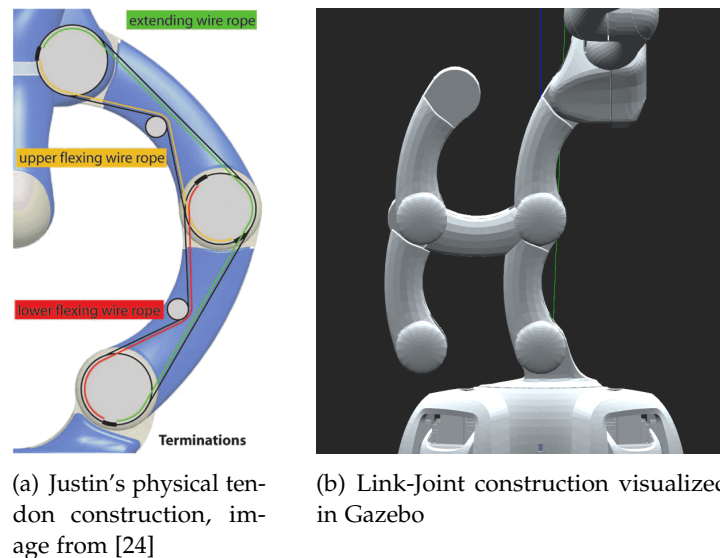 extending wire rope
upper flexing wire rope
lower flexing wire rope
Terminations
(a) Justin's physical ten-
don construction, im-
age from [24]
(b) Link-Joint construction visualized
in Gazebo